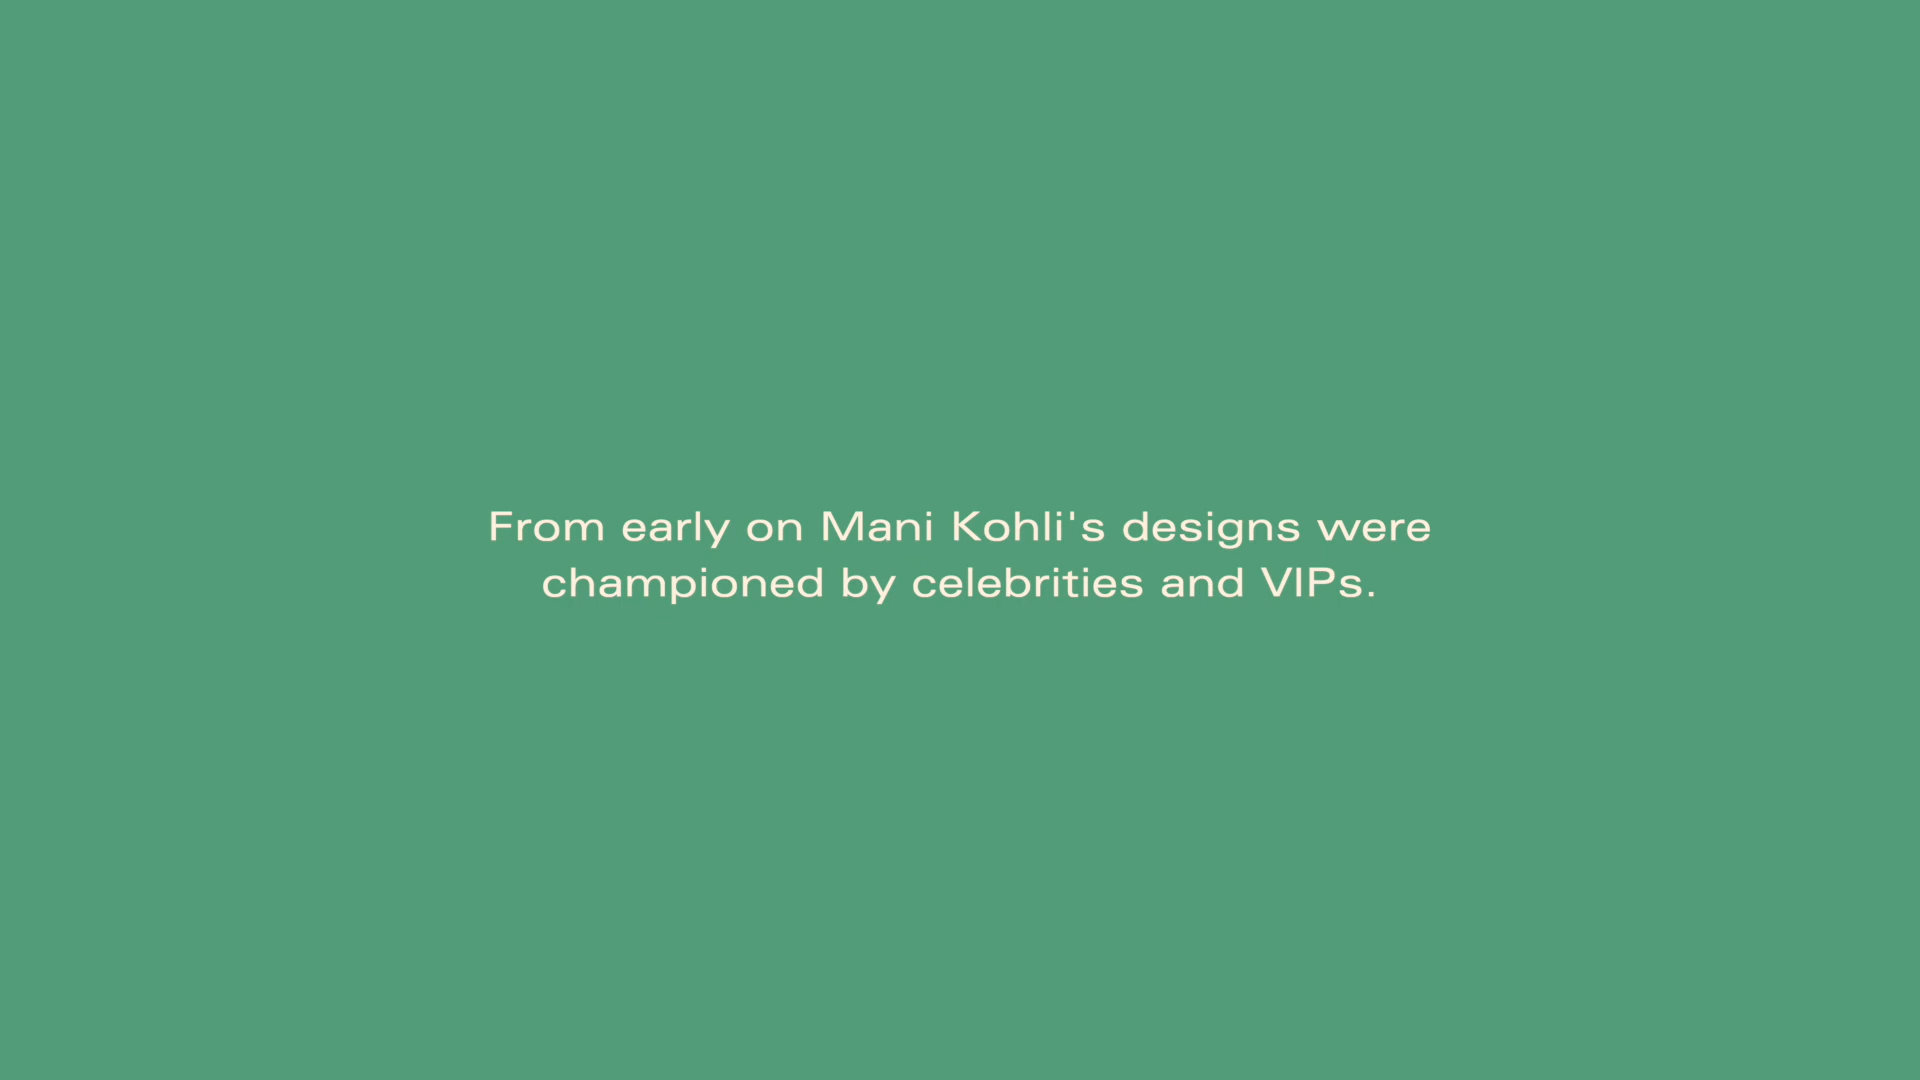 From early on Mani Kohli's designs were
championed by celebrities and VIPs.